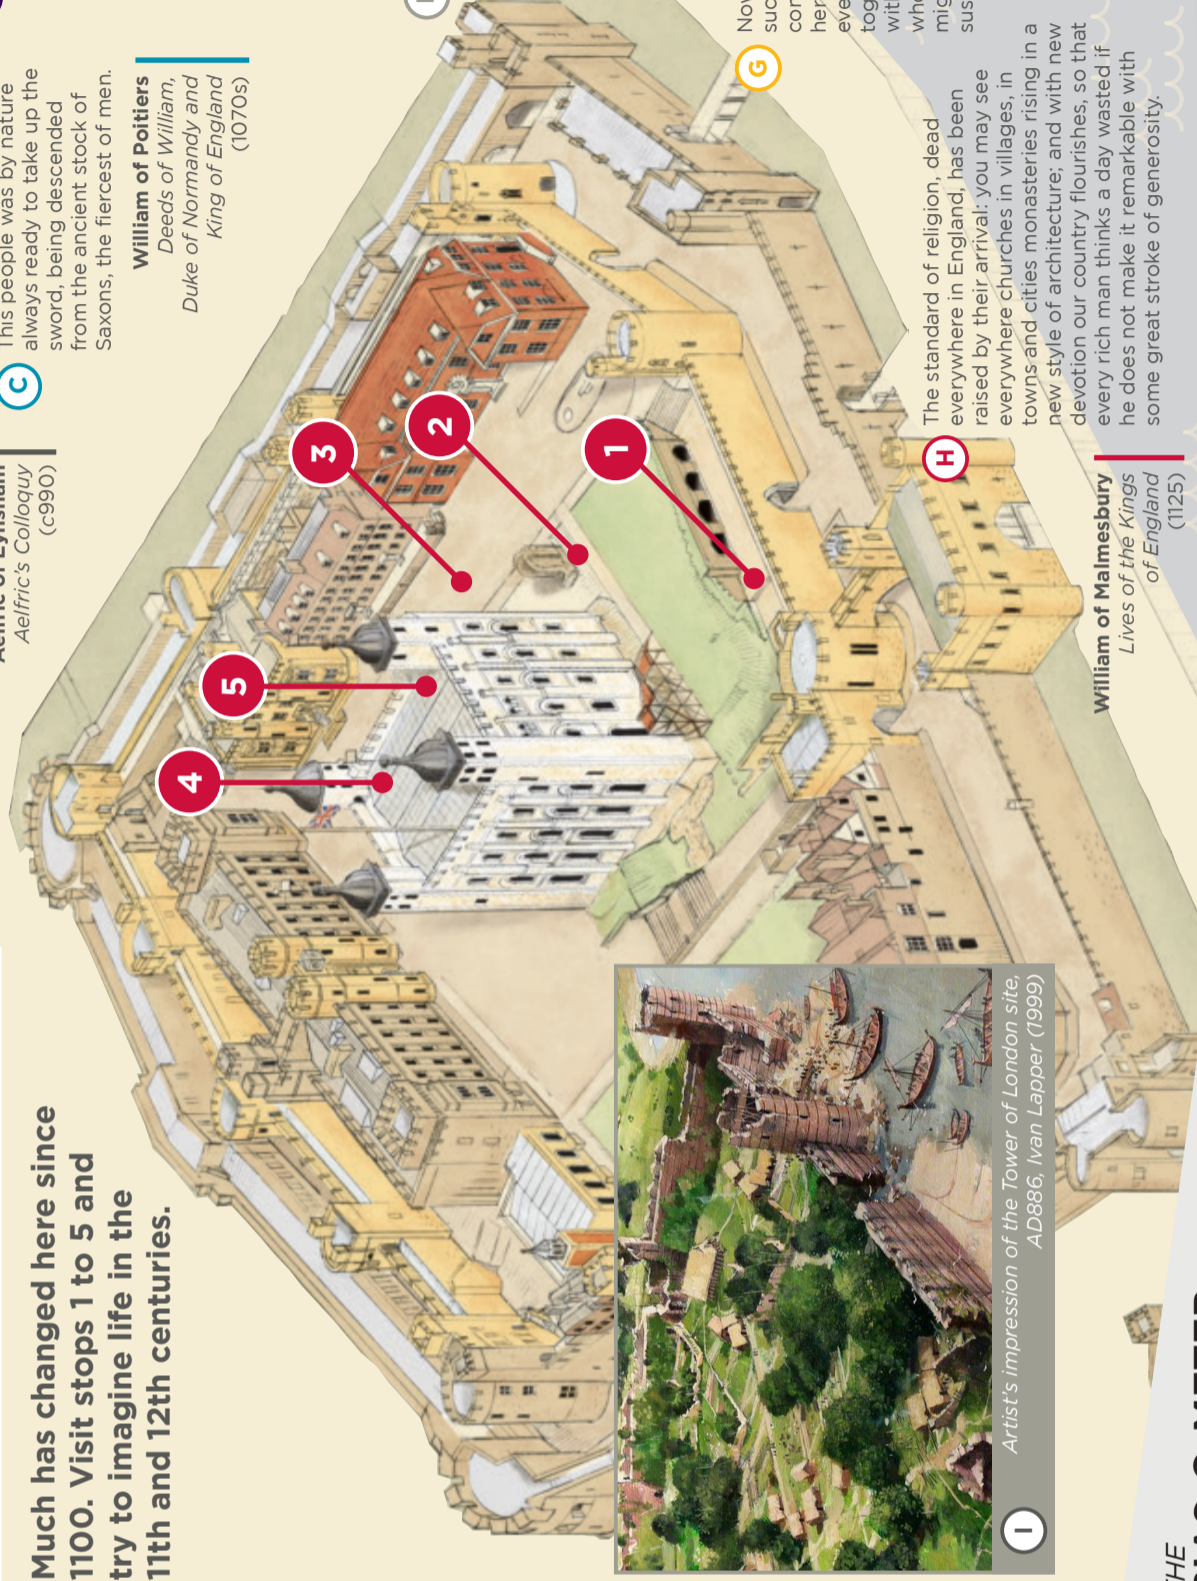 Much has changed here since
1100. Visit stops 1 to 5 and
try to imagine life in the
11th and 12th centuries.
Aelfric's Colloquy
(c990)
C
This people was by nature
always ready to take up the
sword, being descended
from the ancient stock of
Saxons, the fiercest of men.
William of Poitiers
Deeds of William,
Duke of Normandy and
King of England
(1070s)
4
5
3
2
1
G
H
The standard of religion, dead
everywhere in England, has been
raised by their arrival: you may see
everywhere churches in villages, in
towns and cities monasteries rising in a
new style of architecture; and with new
devotion our country flourishes, so that
every rich man thinks a day wasted if
he does not make it remarkable with
some great stroke of generosity.
William of Malmesbury
Lives of the Kings
of England
(1125)
I
Artist's impression of the Tower of London site,
AD886, Ivan Lapper (1999)